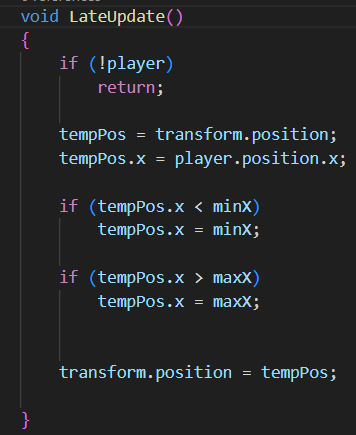 void LateUpdate()
{
if (!player)
return;
tempPos = transform.position;
tempPos.x = player.position.x;
if (tempPos.x < minX)
tempPos.x = minX;
if (tempPos.x > maxX)
tempPos.x = maxX;
transform.position = tempPos;
}